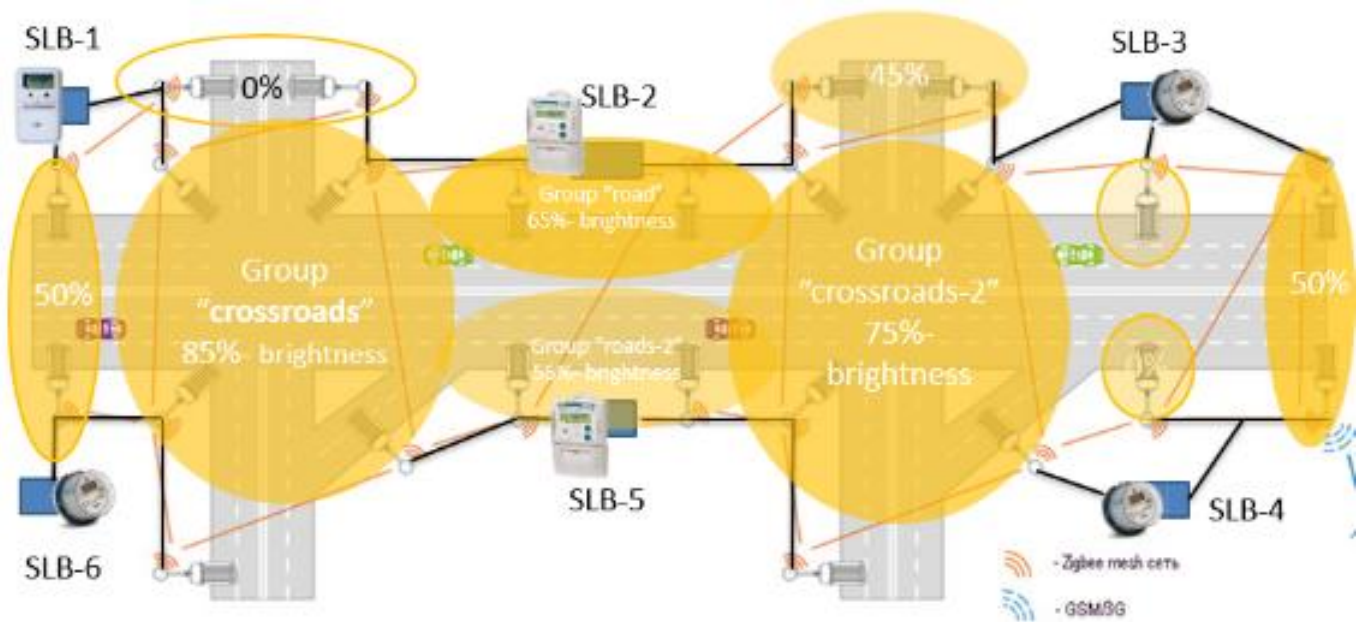 SLB-1
0%
SLB-2
45%
SLB-3
Group "road"
65%- brightness
50%
Group
"crossroads"
85%- brightness
Group
"crossroads-2"
75%-
brightness
50%
Group "roads-2"
55%- brightness
SLB-5
SLB-4
SLB-6
- Zigbee mesh сеть
- GSM/3G